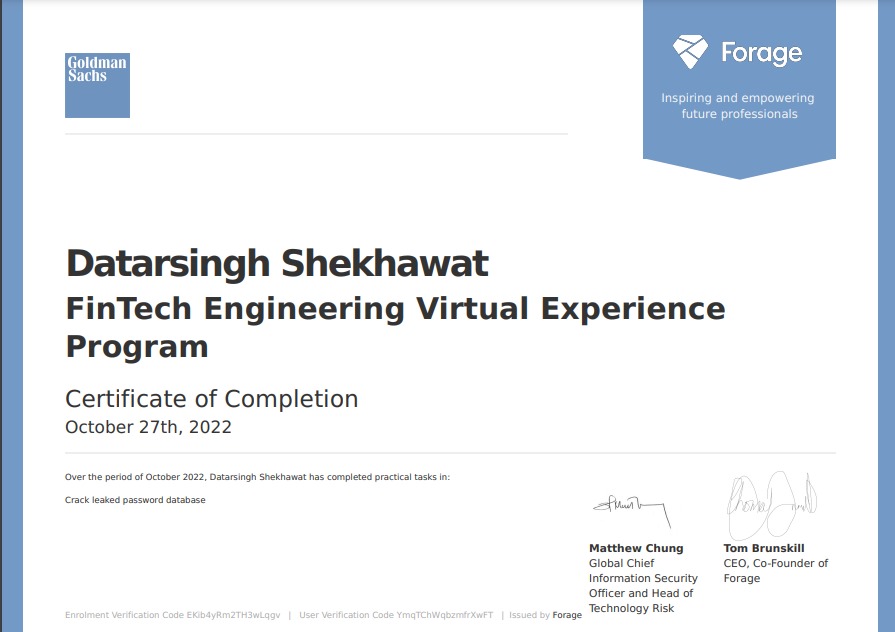 Goldman
Sachs
Forage
Inspiring and empowering
future professionals
Datarsingh Shekhawat
FinTech Engineering Virtual Experience
Program
Certificate of Completion
October 27th, 2022
Over the period of October 2022, Datarsingh Shekhawat has completed practical tasks in:
Crack leaked password database
Matthew Chung
Global Chief
Information Security
Officer and Head of
Technology Risk
Tom Brunskill
CEO, Co-Founder of
Forage
Enrolment Verification Code EKib4yRm2TH3wLqgv | User Verification Code YmqTChWqbzmfrXwFT | Issued by Forage